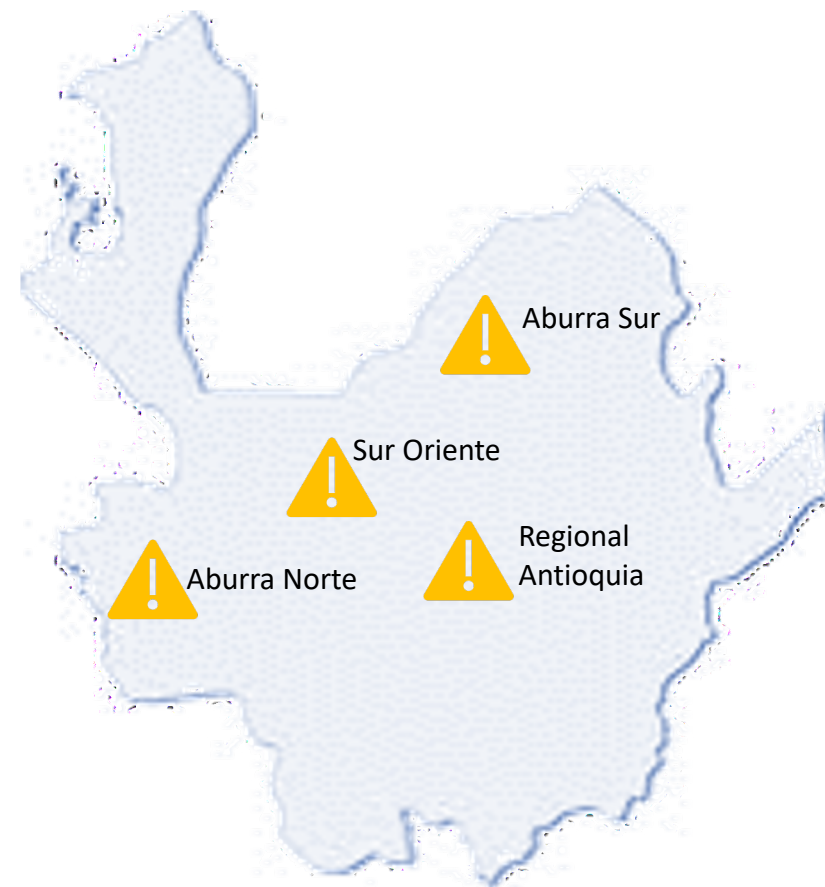 Aburra Sur
Sur Oriente
Regional
Antioquia
Aburra Norte